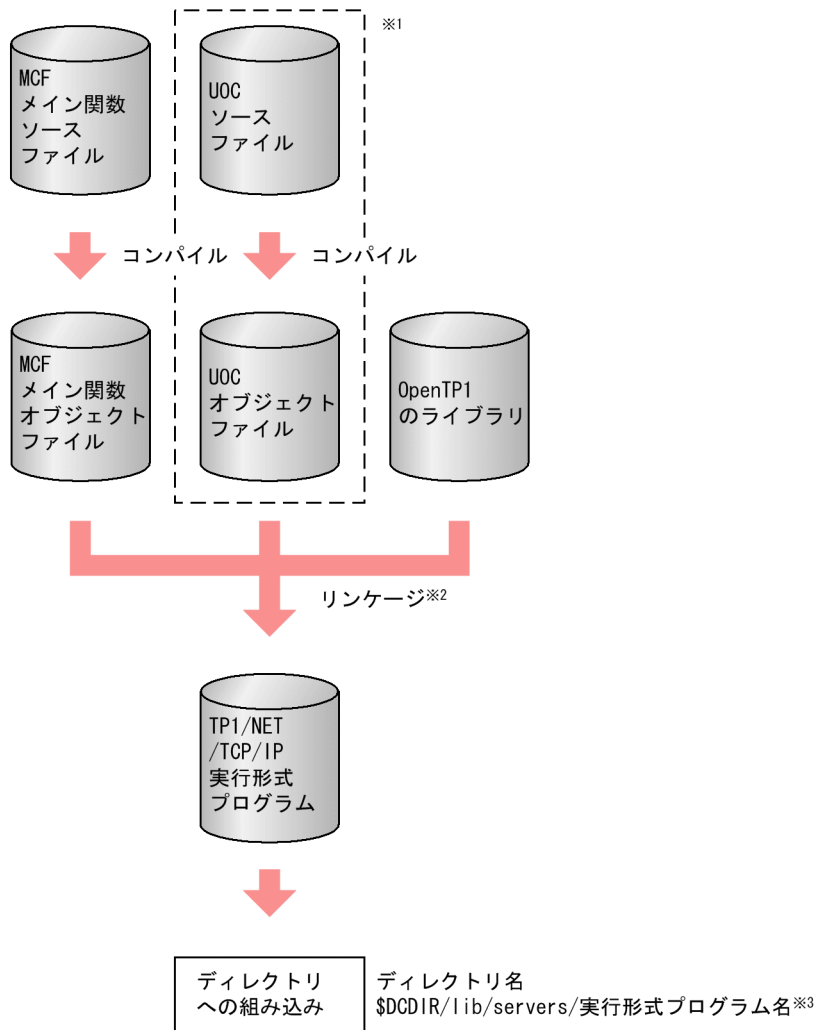 ※1
MCF
メイン関数
ソース
ファイル
UOC
ソース
ファイル
コンパイル
コンパイル
MCF
メイン関数
オブジェクト
ファイル
UOC
オブジェクト
ファイル
OpenTP1
のライブラリ
リンケージ※2
TP1/NET
/TCP/IP
実行形式
プログラム
ディレクトリ
への組み込み
ディレクトリ名
$DCDIR/lib/servers/実行形式プログラム名※3